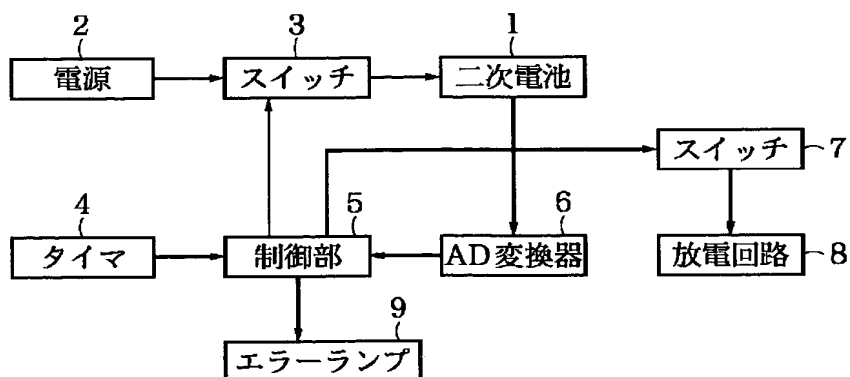 2
電源
3
スイッチ
1
二次電池
スイッチ
7
4
タイマ
5
制御部
6
AD変換器
放電回路
8
9
エラーランプ